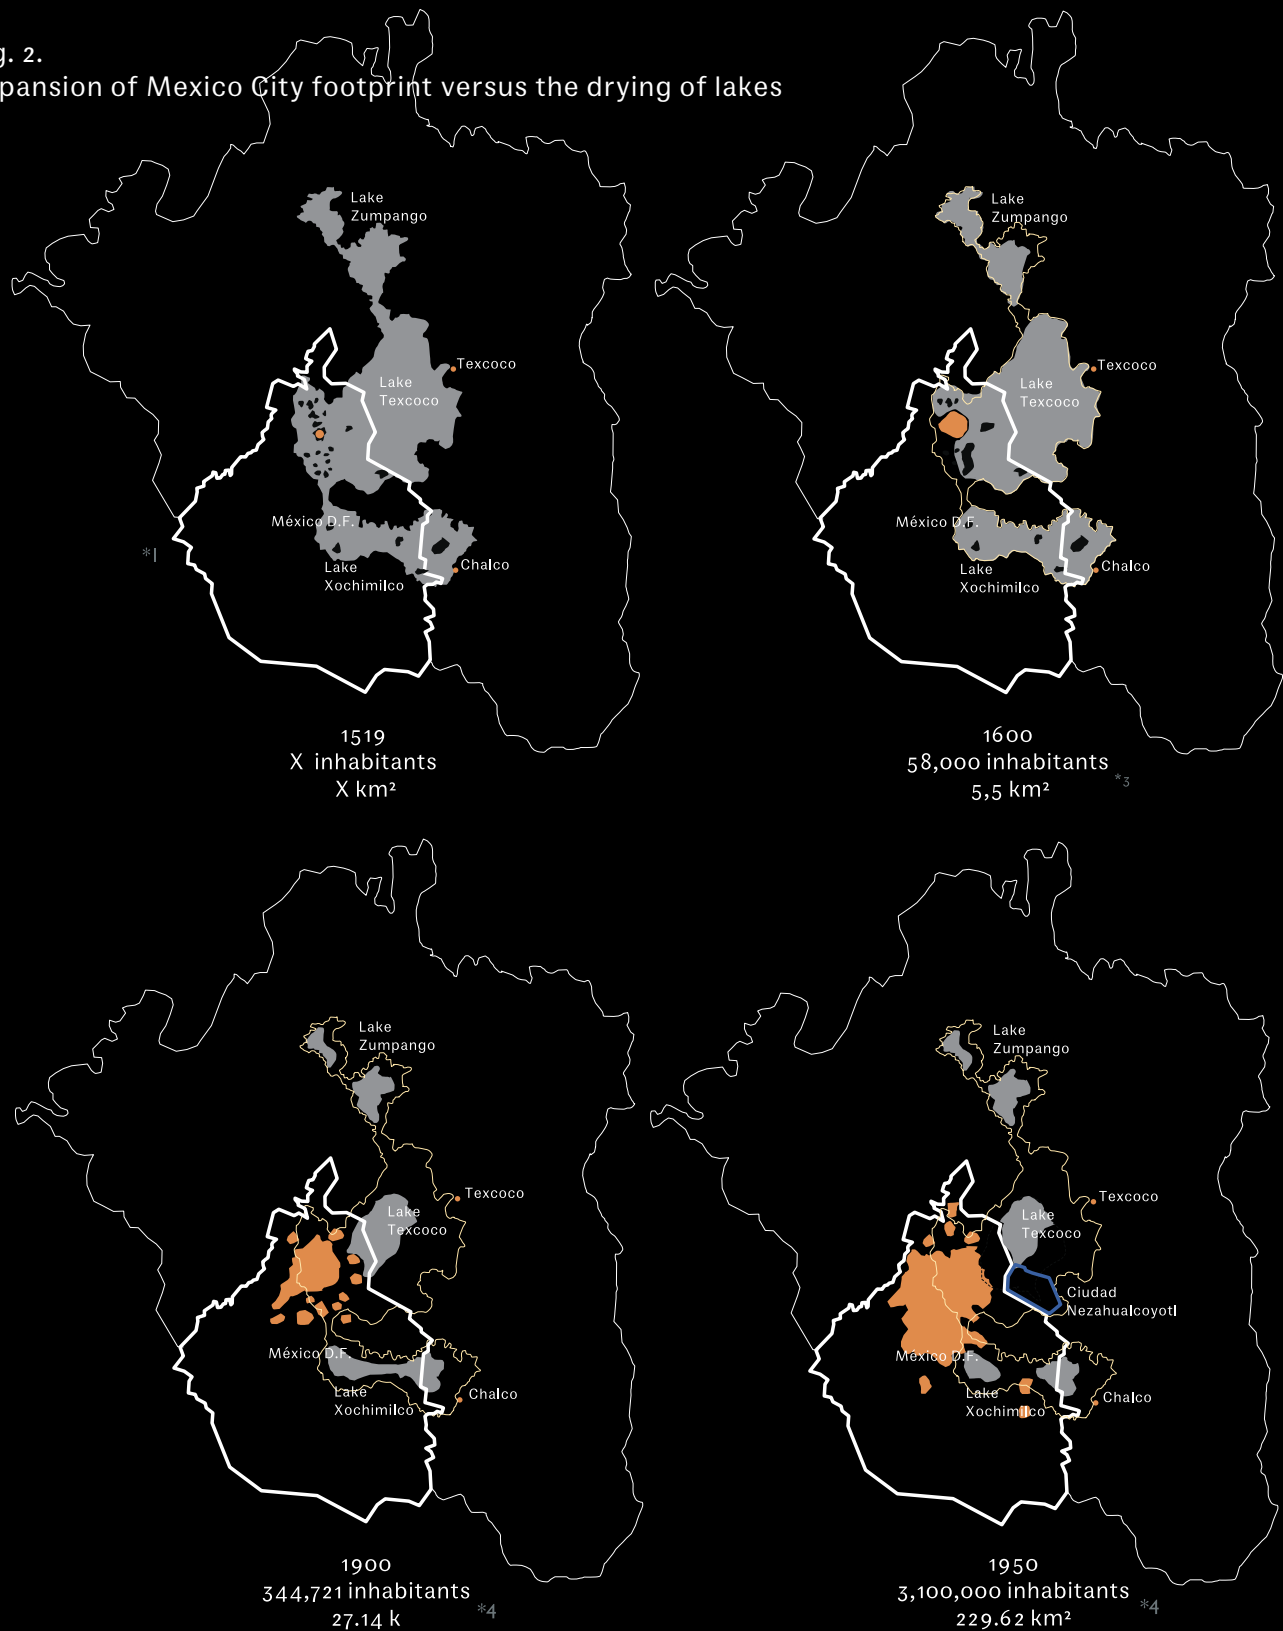 g. 2.
pansion of Mexico City footprint versus the drying of lakes
Lake
Zumpango
Lake
Texcoco
Texcoco
México D.F.
Lake
Xochimilco
Chalco
*1
1519
X inhabitants
X km²
Lake
Zumpango
Lake
Texcoco
Texcoco
México D.F.
Lake
Xochimilco
Chalco
1600
58,000 inhabitants
5,5 km²
*3
Lake
Zumpango
Lake
Texcoco
Texcoco
México D.F.
Lake
Xochimilco
Chalco
1900
344,721 inhabitants
27.14 k
*4
Lake
Zumpango
Lake
Texcoco
Texcoco
Ciudad
Nezahualcoyotl
México D.F.
Lake
Xochimilco
Chalco
1950
3,100,000 inhabitants
229.62 km²
*4